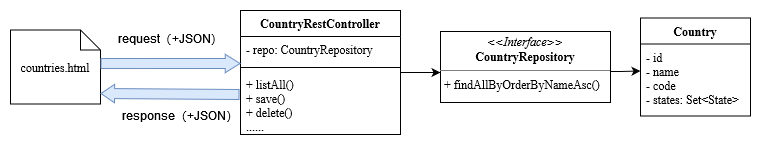 countries.html
request（+JSON）
response（+JSON）
CountryRestController
- repo: CountryRepository
+ listAll()
+ save()
+ delete()
......
<<Interface>>
CountryRepository
+ findAllByOrderByNameAsc()
Country
- id
- name
- code
- states: Set<State>